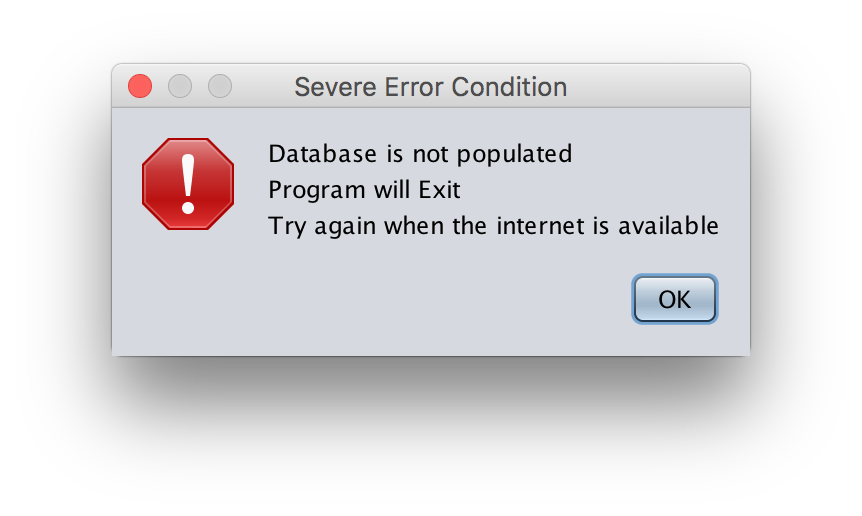 Severe Error Condition
Database is not populated
Program will Exit
Try again when the internet is available
OK